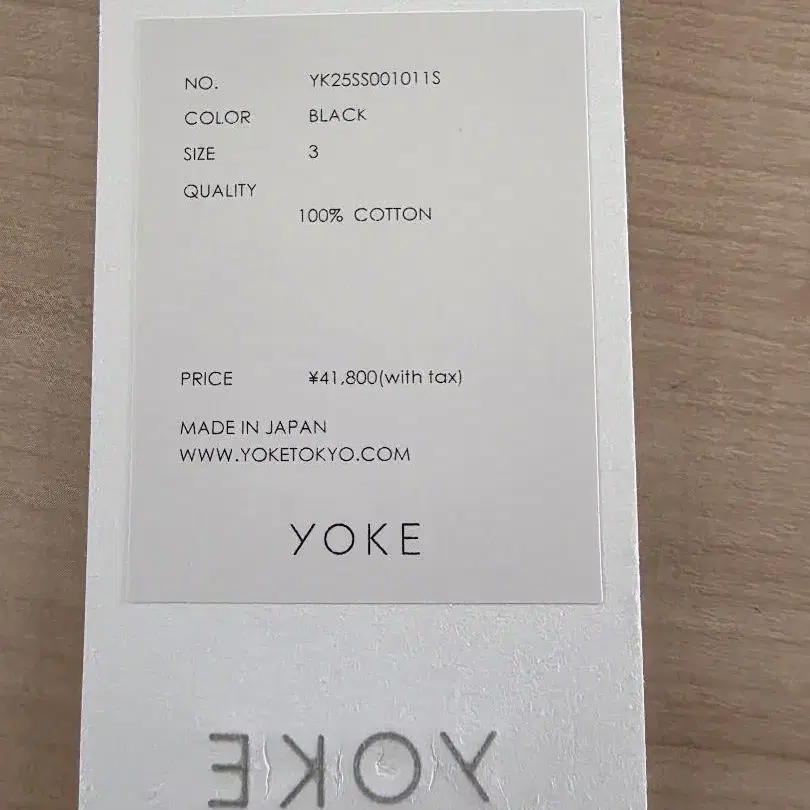 NO. YK25SS001011S
COLOR BLACK
SIZE 3
QUALITY
100% COTTON
PRICE ¥41,800(with tax)
MADE IN JAPAN
WWW.YOKETOKYO.COM
YOKE
YOKE